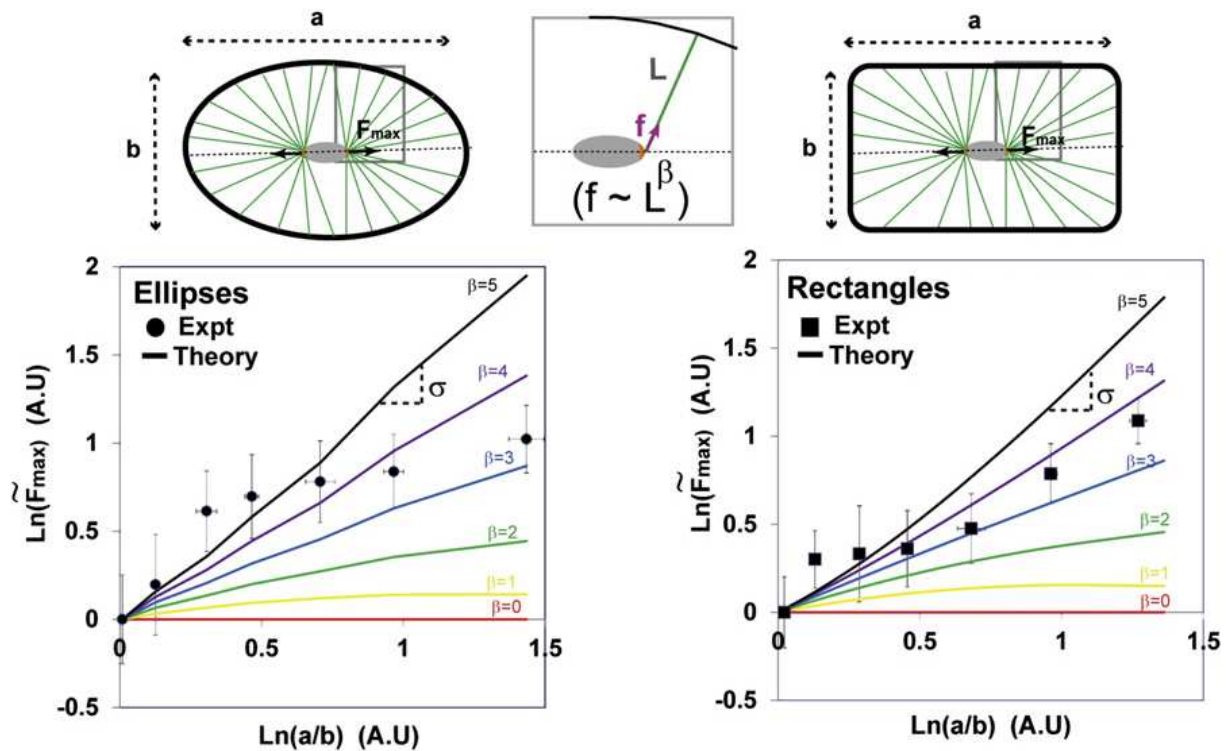 a
b
Fmax
L
f
(f ~ L^β)
a
b
Fmax
Ellipses
Expt
Theory
β=5
β=4
β=3
β=2
β=1
β=0
σ
2
1.5
1
0.5
0
-0.5
0
0.5
1
1.5
Ln(F̃max) (A.U)
Ln(a/b) (A.U)
Rectangles
Expt
Theory
β=5
β=4
β=3
β=2
β=1
β=0
σ
2
1.5
1
0.5
0
-0.5
0
0.5
1
1.5
Ln(F̃max) (A.U)
Ln(a/b) (A.U)